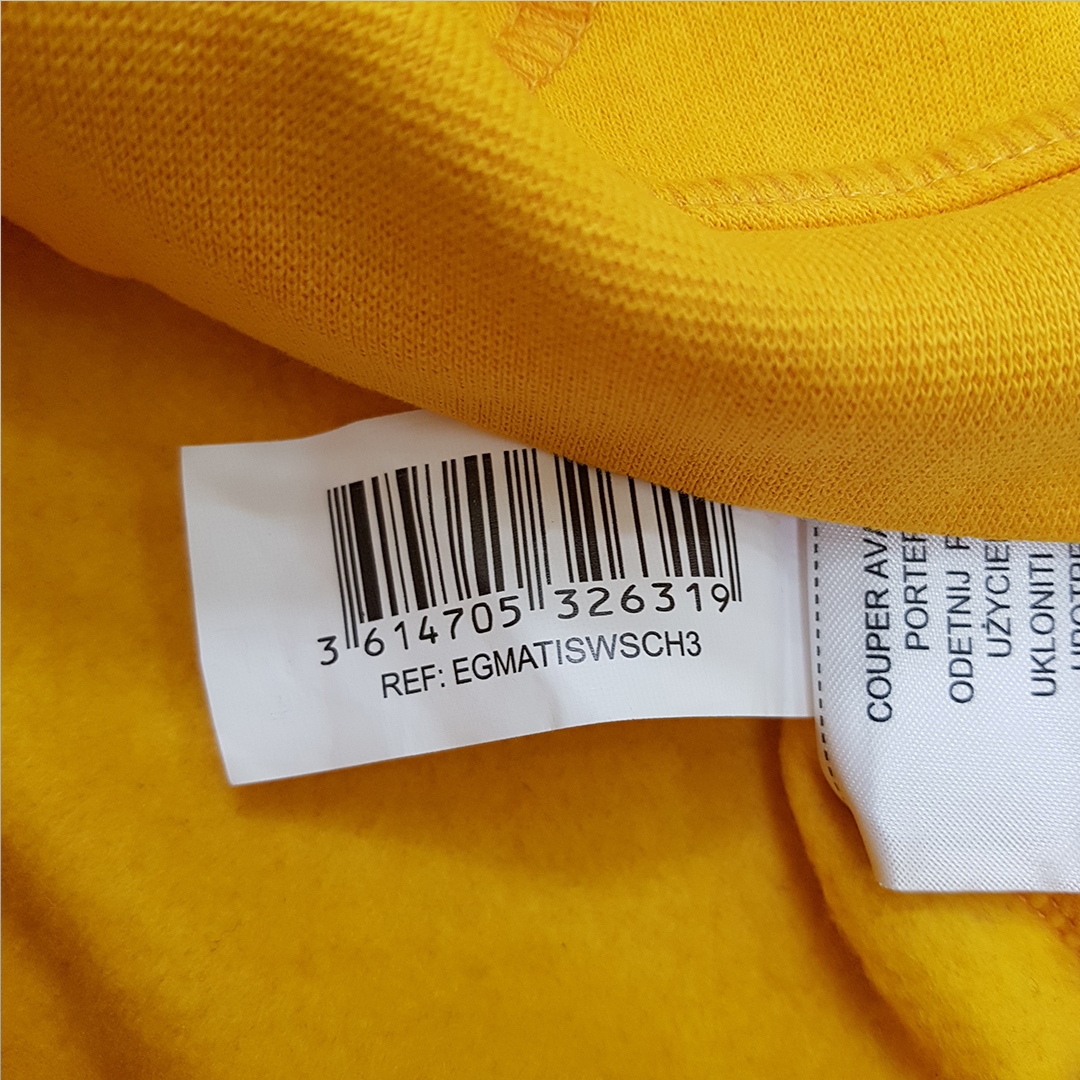 3 614705 326319
REF: EGMATISWSCH3
COUPER AVA
PORTER
ODETNIJ
UŻYCIE
UKLONITI